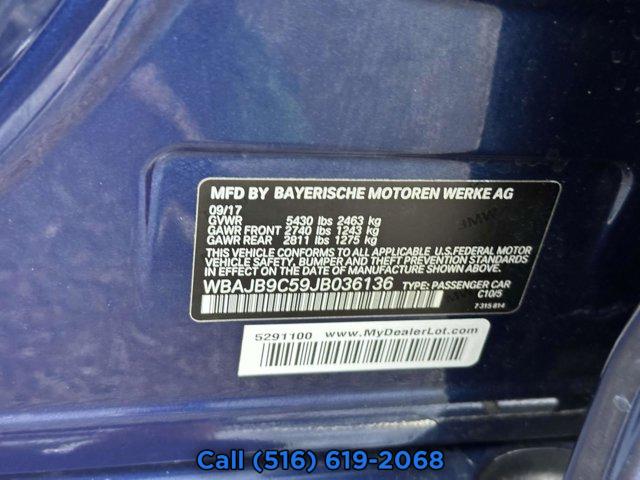 MFD BY BAYERISCHE MOTOREN WERKE AG
09/17
GVWR 5430 lbs 2463 kg
GAWR FRONT 2740 lbs 1243 kg
GAWR REAR 2811 lbs 1275 kg
THIS VEHICLE CONFORMS TO ALL APPLICABLE U.S.FEDERAL MOTOR
VEHICLE SAFETY, BUMPER AND THEFT PREVENTION STANDARDS
IN EFFECT ON THE DATE OF MANUFACTURE SHOWN ABOVE.
WBAJB9C59JB036136 TYPE: PASSENGER CAR
C10/5
7 315 814
5291100 www.MyDealerLot.com
Call (516) 619-2068